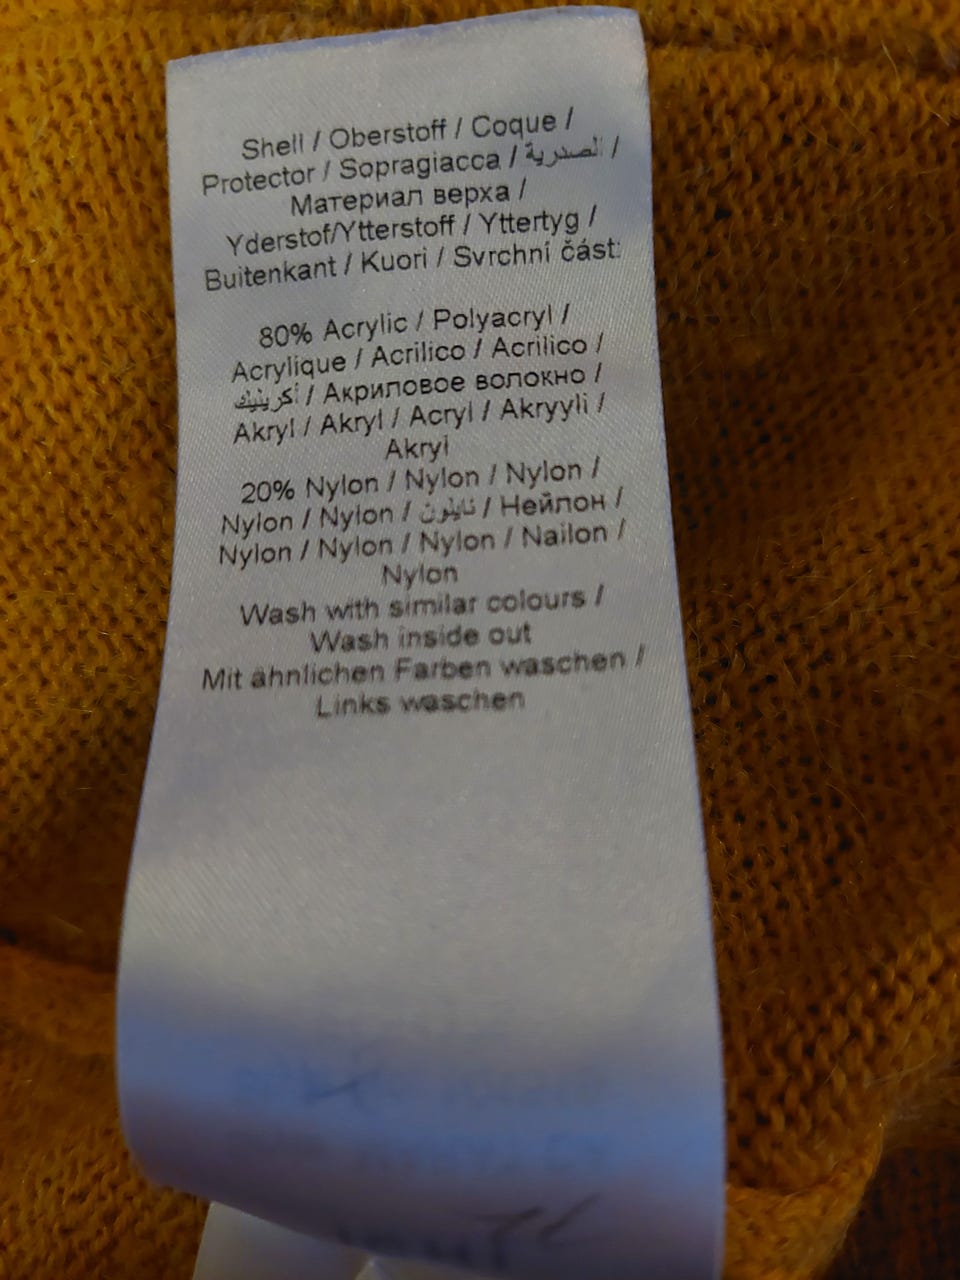 Shell / Oberstoff / Coque /
Protector / Sopragiacca / الصدرية /
Материал верха /
Yderstof/Ytterstoff / Yttertyg /
Buitenkant / Kuori / Svrchní část:
80% Acrylic / Polyacryl /
Acrylique / Acrilico / Acrilico /
أكريليك / Акриловое волокно /
Akryl / Akryl / Acryl / Akryyli /
Akryl
20% Nylon / Nylon / Nylon /
Nylon / Nylon / نايلون / Нейлон /
Nylon / Nylon / Nylon / Nailon /
Nylon
Wash with similar colours /
Wash inside out
Mit ähnlichen Farben waschen /
Links waschen